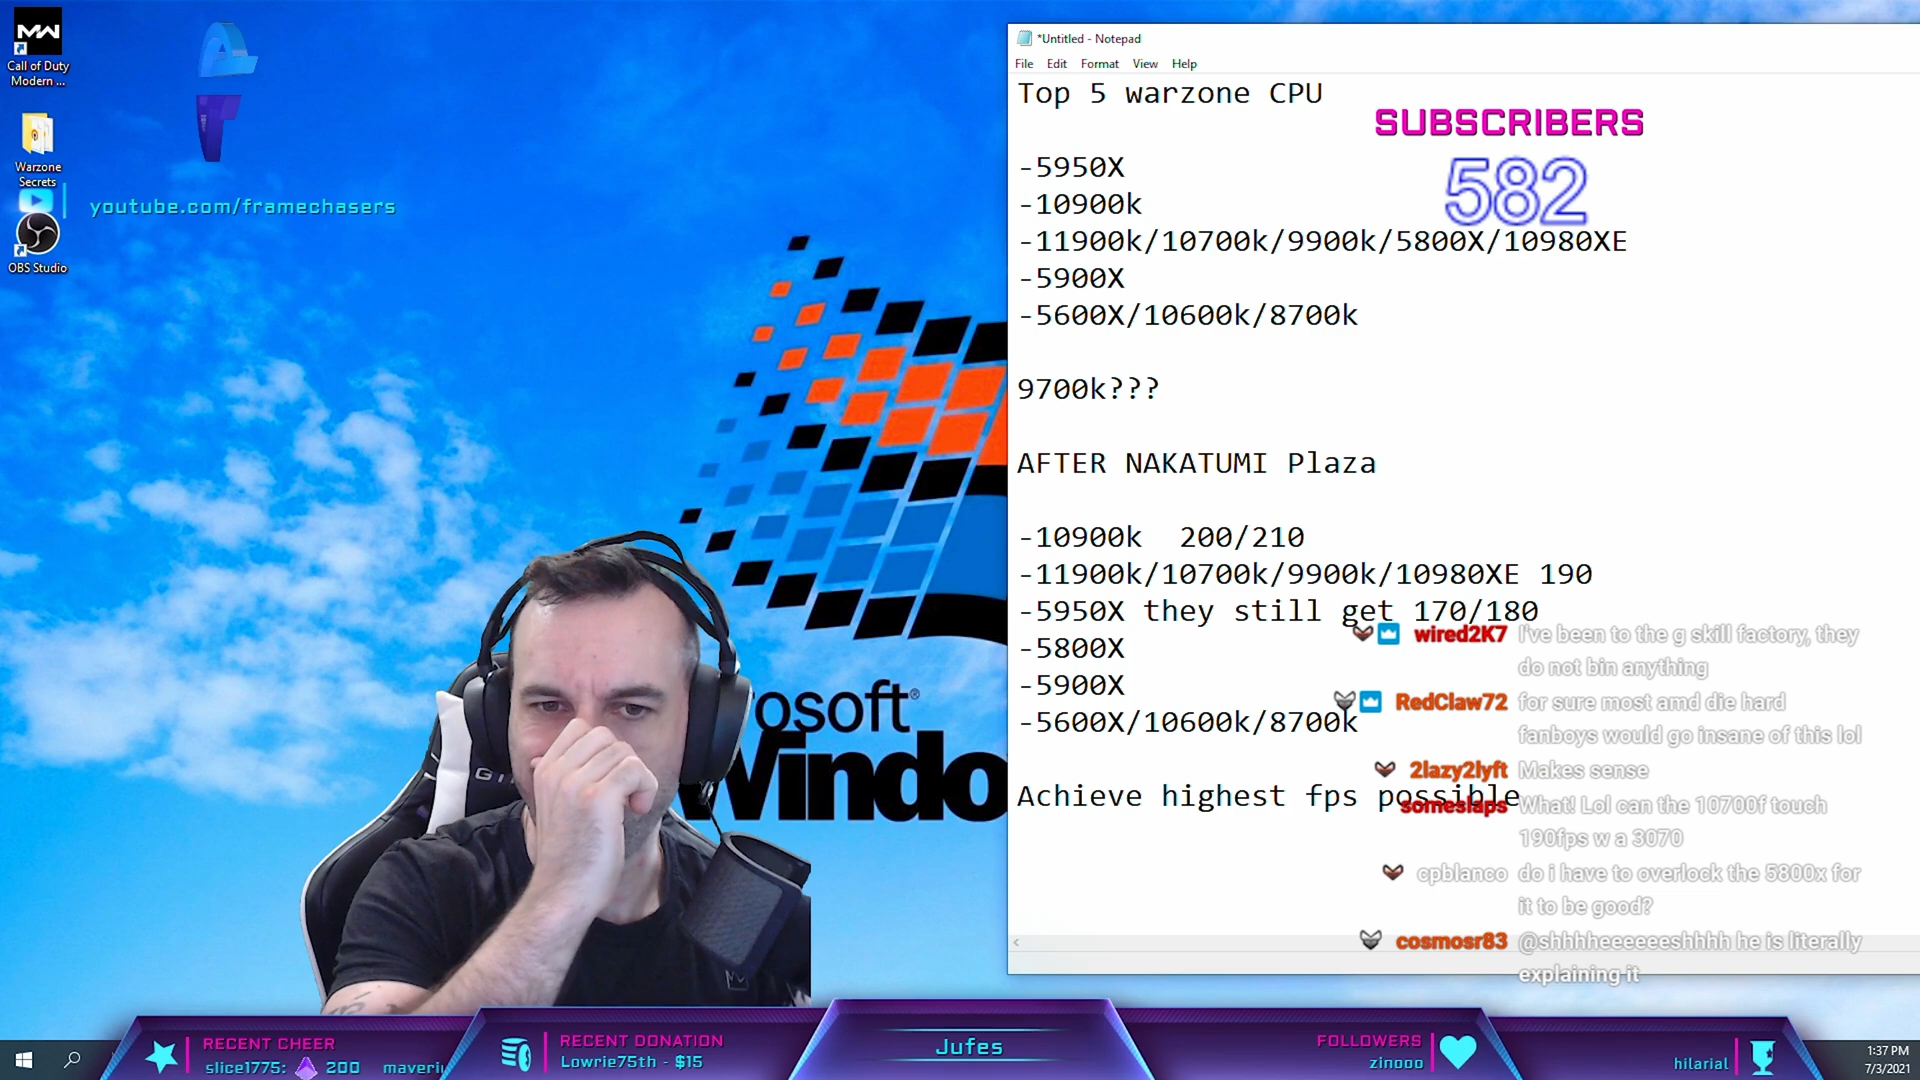 Call of Duty
Modern ...
Warzone
Secrets
OBS Studio
youtube.com/framechasers
*Untitled - Notepad
File Edit Format View Help
Top 5 warzone CPU
SUBSCRIBERS
582
-5950X
-10900k
-11900k/10700k/9900k/5800X/10980XE
-5900X
-5600X/10600k/8700k
9700k???
AFTER NAKATUMI Plaza
-10900k 200/210
-11900k/10700k/9900k/10980XE 190
-5950X they still get 170/180
-5800X
-5900X
-5600X/10600k/8700k
Achieve highest fps possible
wired2K7 I've been to the g skill factory, they
do not bin anything
RedClaw72 for sure most amd die hard
fanboys would go insane of this lol
2lazy2lyft Makes sense
someslaps What! Lol can the 10700f touch
190fps w a 3070
cpblanco do i have to overlock the 5800x for
it to be good?
cosmosr83 @shhhheeeeeeshhhh he is literally
explaining it
osoft®
Windo
RECENT CHEER
slice1775: 200 maveri
RECENT DONATION
Lowrie75th - $15
Jufes
FOLLOWERS
zinooo
hilarial
1:37 PM
7/3/2021